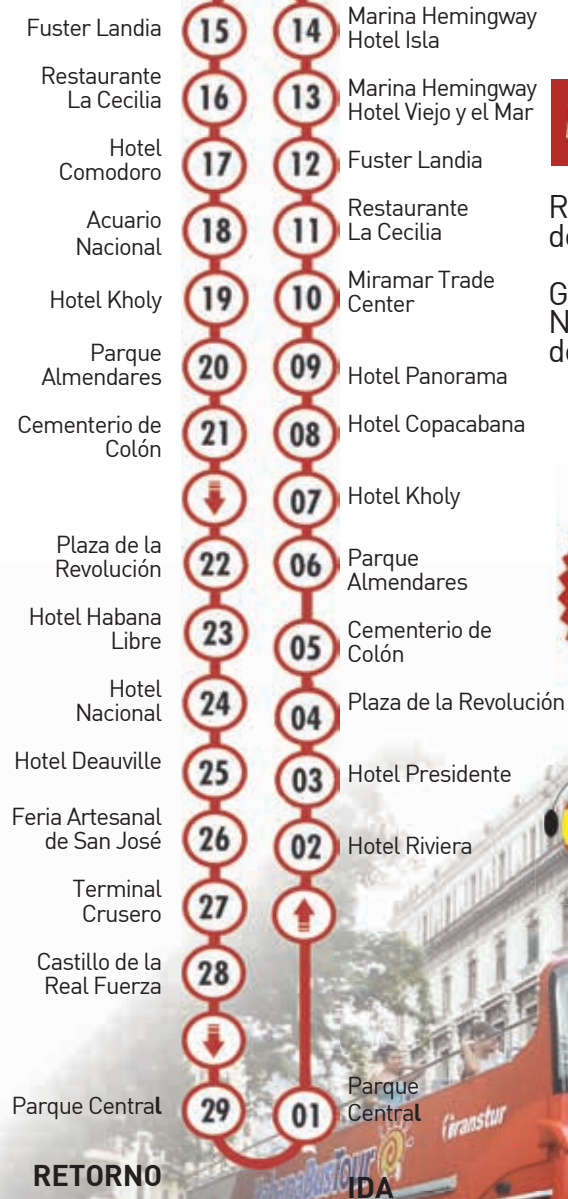 Fuster Landia
15
Restaurante
La Cecilia
16
Hotel
Comodoro
17
Acuario
Nacional
18
Hotel Kholy
19
Parque
Almendares
20
Cementerio de
Colón
21
Plaza de la
Revolución
22
Hotel Habana
Libre
23
Hotel
Nacional
24
Hotel Deauville
25
Feria Artesanal
de San José
26
Terminal
Crusero
27
Castillo de la
Real Fuerza
28
Parque Central
29
RETORNO
14
Marina Hemingway
Hotel Isla
13
Marina Hemingway
Hotel Viejo y el Mar
12
Fuster Landia
11
Restaurante
La Cecilia
10
Miramar Trade
Center
09
Hotel Panorama
08
Hotel Copacabana
07
Hotel Kholy
06
Parque
Almendares
05
Cementerio de
Colón
04
Plaza de la Revolución
03
Hotel Presidente
02
Hotel Riviera
01
Parque
Central
IDA
BusTour
Transtur